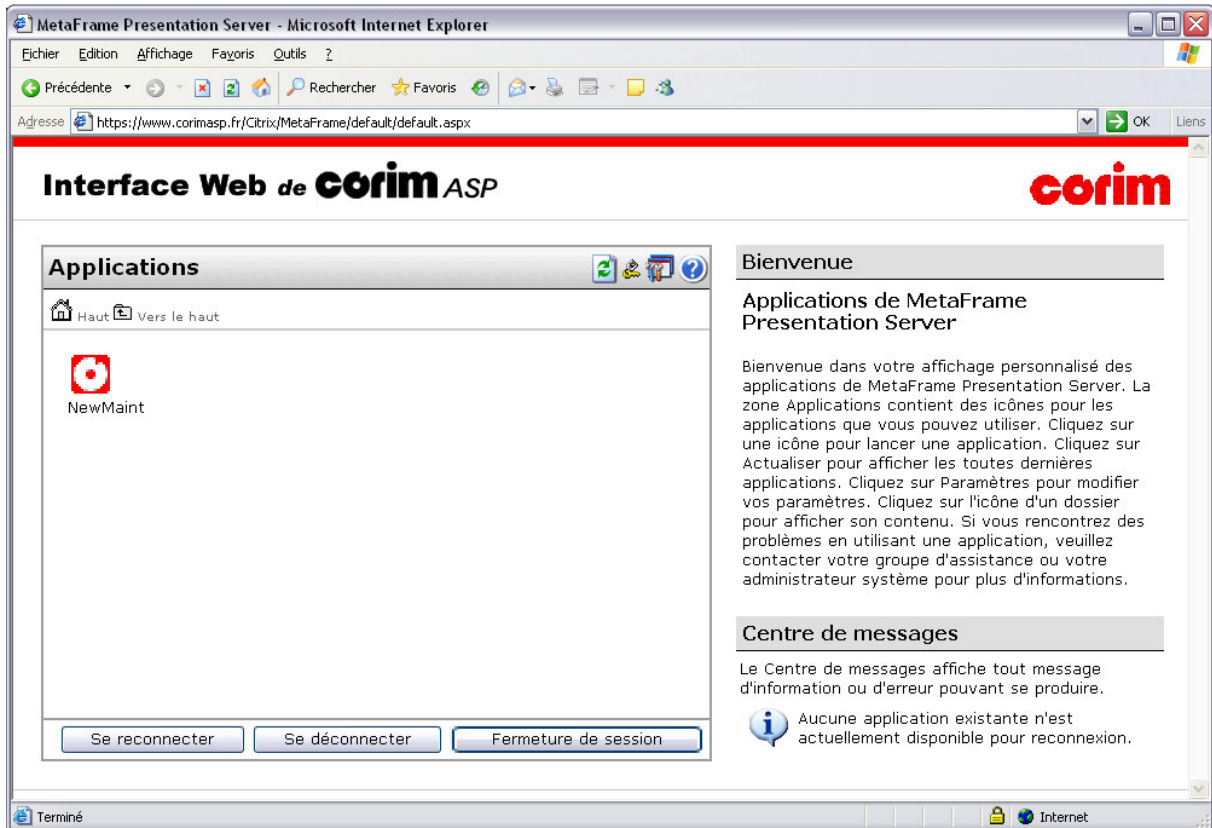 MetaFrame Presentation Server - Microsoft Internet Explorer
Fichier Edition Affichage Favoris Outils ?
Précédente Rechercher Favoris
Adresse https://www.corimasp.fr/Citrix/MetaFrame/default/default.aspx OK Liens
Interface Web de corim ASP
corim
Applications
Haut Vers le haut
NewMaint
Se reconnecter Se déconnecter Fermeture de session
Bienvenue
Applications de MetaFrame
Presentation Server
Bienvenue dans votre affichage personnalisé des
applications de MetaFrame Presentation Server. La
zone Applications contient des icônes pour les
applications que vous pouvez utiliser. Cliquez sur
une icône pour lancer une application. Cliquez sur
Actualiser pour afficher les toutes dernières
applications. Cliquez sur Paramètres pour modifier
vos paramètres. Cliquez sur l'icône d'un dossier
pour afficher son contenu. Si vous rencontrez des
problèmes en utilisant une application, veuillez
contacter votre groupe d'assistance ou votre
administrateur système pour plus d'informations.
Centre de messages
Le Centre de messages affiche tout message
d'information ou d'erreur pouvant se produire.
Aucune application existante n'est
actuellement disponible pour reconnexion.
Terminé Internet